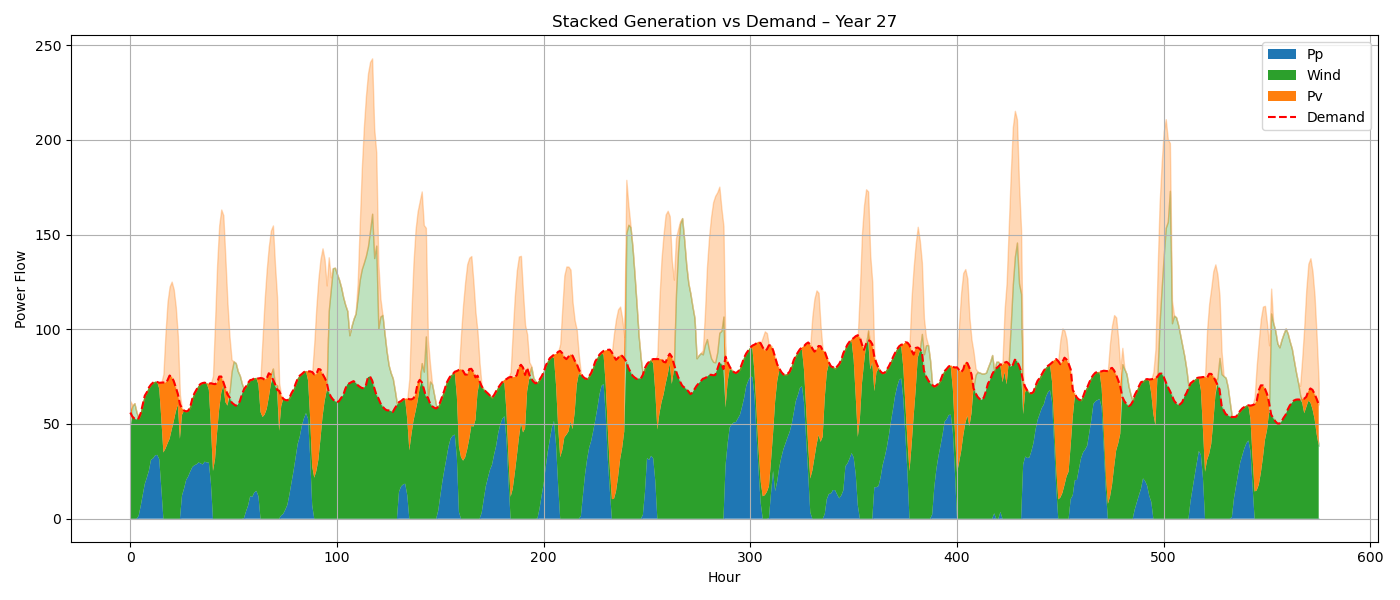 Stacked Generation vs Demand – Year 27
Pp
Wind
Pv
Demand
Power Flow
250
200
150
100
50
0
0 100 200 300 400 500 600
Hour